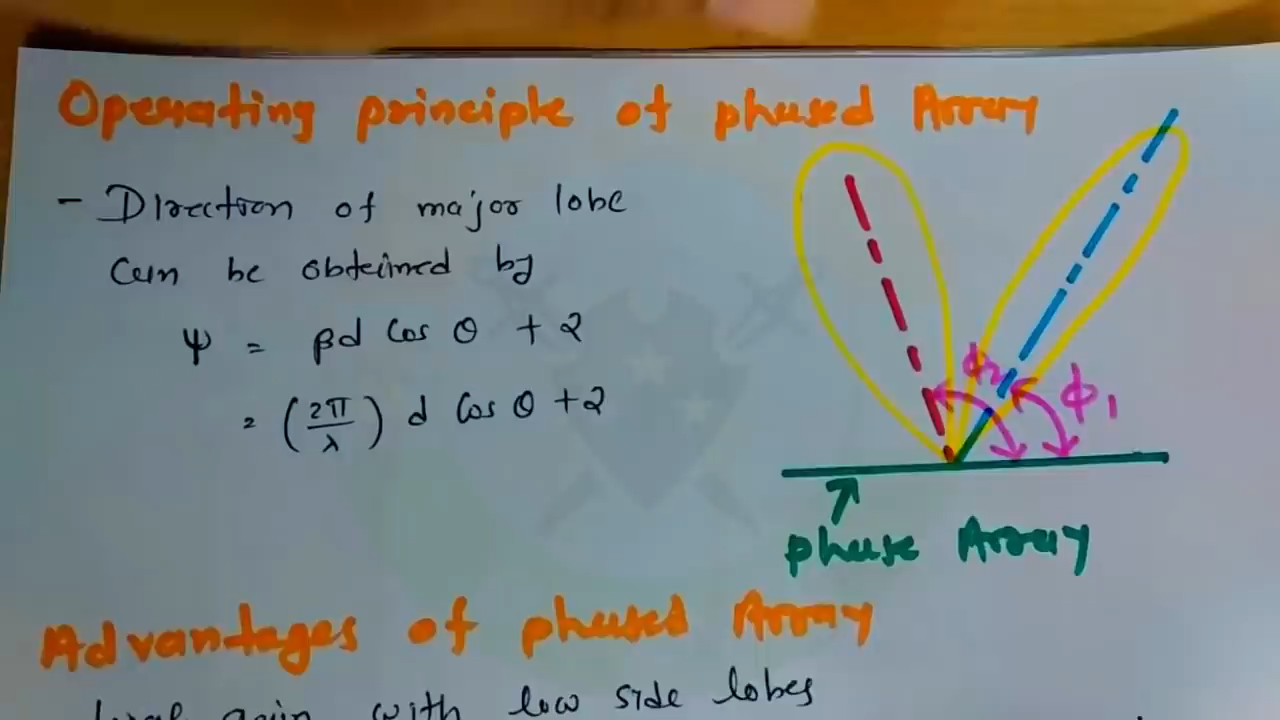 Operating principle of phased Array
- Direction of major lobe
can be obtained by
Ψ = βd cos θ + α
= (2π/λ) d cos θ + α
ϕ2
ϕ1
phase Array
Advantages of phased Array
gain with low side lobes